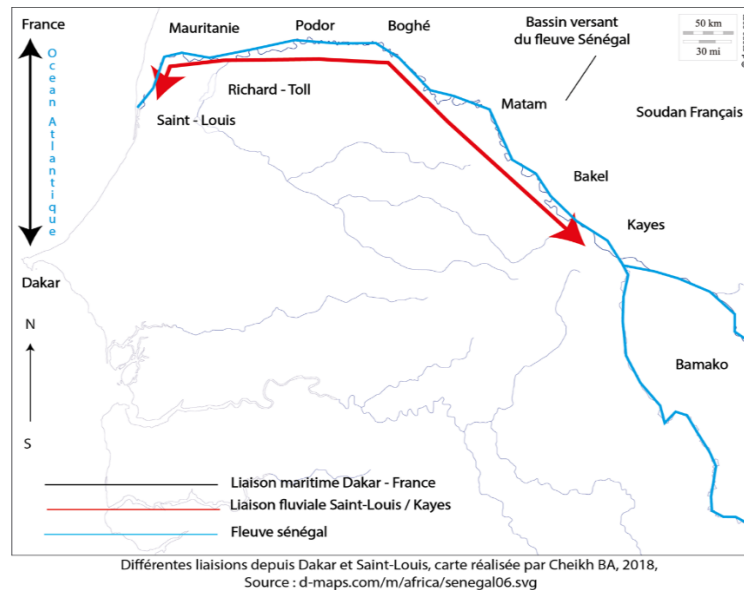 France
Mauritanie
Podor
Boghé
Bassin versant
du fleuve Sénégal
50 km
30 mi
Ocean Atlantique
Richard - Toll
Saint - Louis
Matam
Soudan Français
Bakel
Kayes
Dakar
N
S
Bamako
Liaison maritime Dakar - France
Liaison fluviale Saint-Louis / Kayes
Fleuve sénégal
Différentes liaisions depuis Dakar et Saint-Louis, carte réalisée par Cheikh BA, 2018,
Source : d-maps.com/m/africa/senegal06.svg